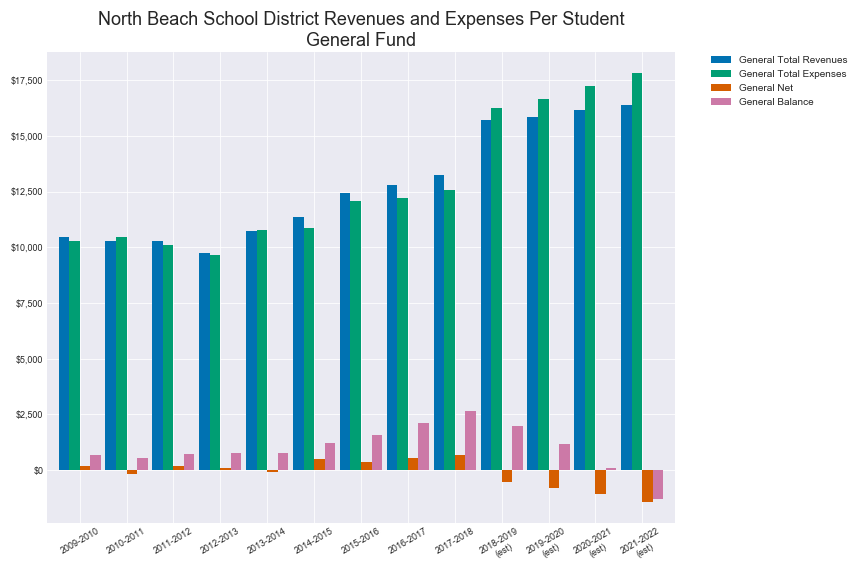 North Beach School District Revenues and Expenses Per Student
General Fund
General Total Revenues
General Total Expenses
General Net
General Balance
$17,500
$15,000
$12,500
$10,000
$7,500
$5,000
$2,500
$0
2009-2010
2010-2011
2011-2012
2012-2013
2013-2014
2014-2015
2015-2016
2016-2017
2017-2018
2018-2019
(est)
2019-2020
(est)
2020-2021
(est)
2021-2022
(est)